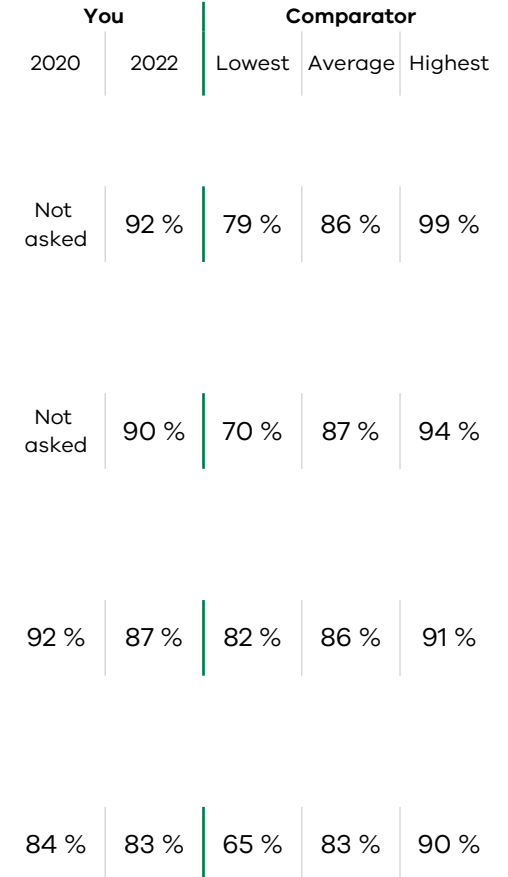 You Comparator
2020 2022 Lowest Average Highest
Not asked 92 % 79 % 86 % 99 %
Not asked 90 % 70 % 87 % 94 %
92 % 87 % 82 % 86 % 91 %
84 % 83 % 65 % 83 % 90 %